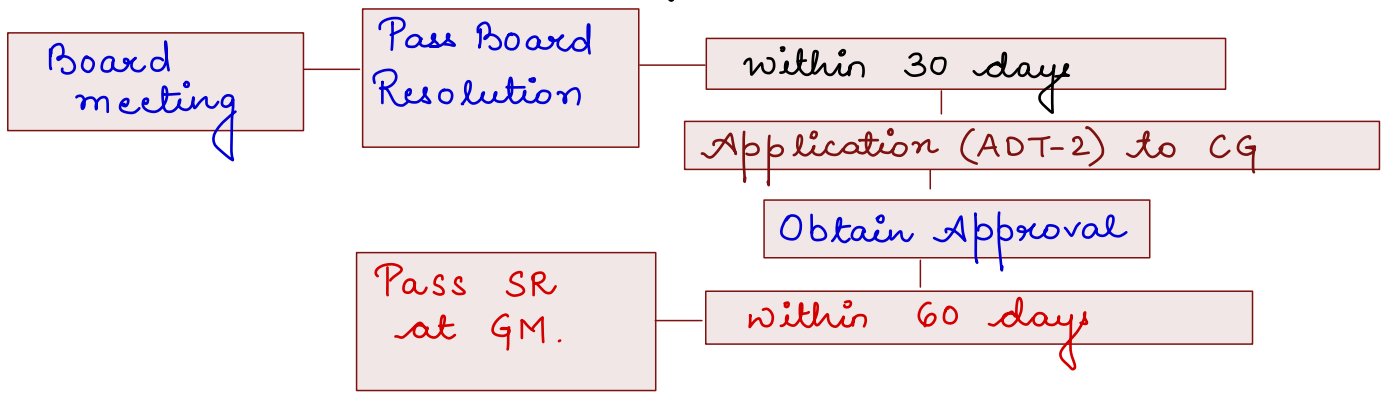 Board
meeting
Pass Board
Resolution
within 30 days
Application (ADT-2) to CG
Obtain Approval
within 60 days
Pass SR
at GM.